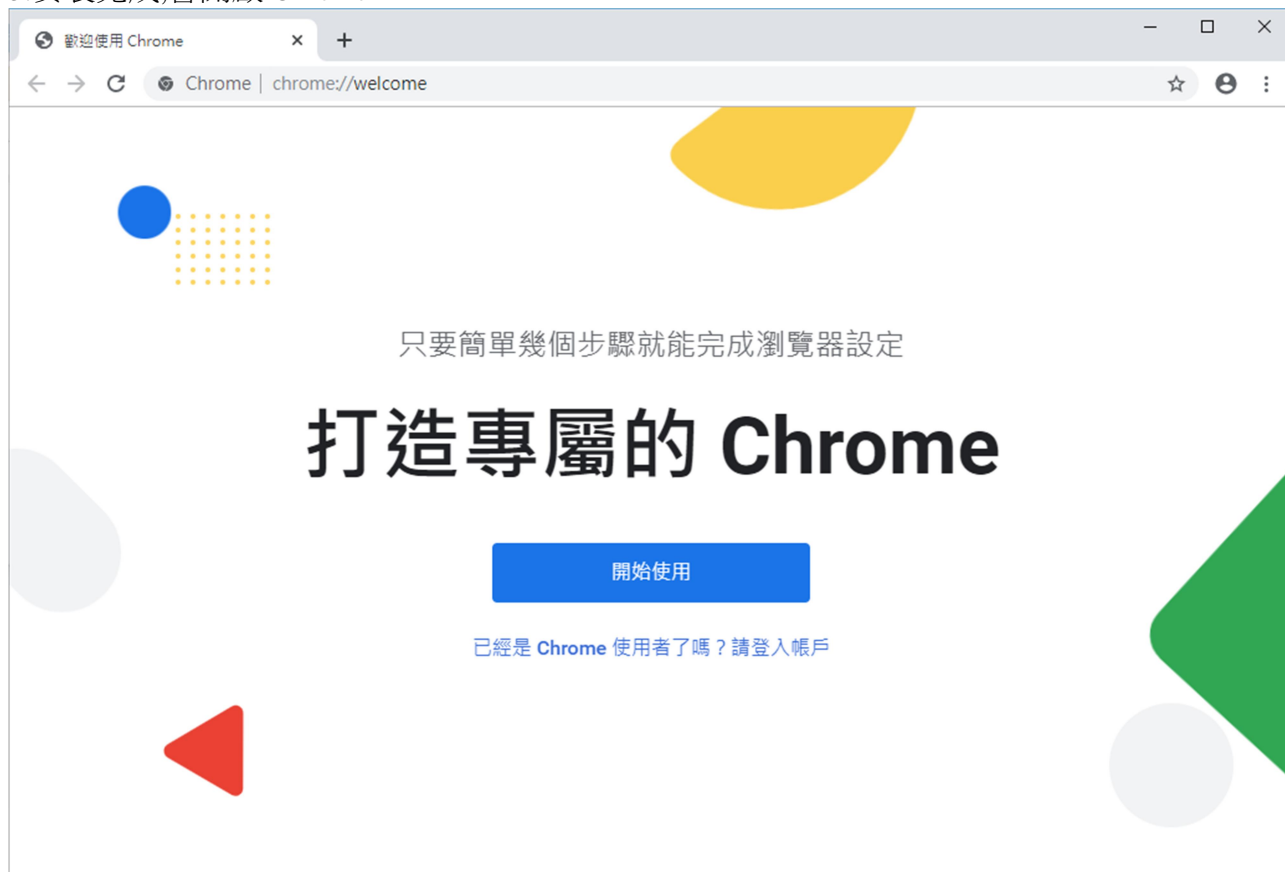 歡迎使用 Chrome
Chrome | chrome://welcome
只要簡單幾個步驟就能完成瀏覽器設定
打造專屬的 Chrome
開始使用
已經是 Chrome 使用者了嗎？請登入帳戶